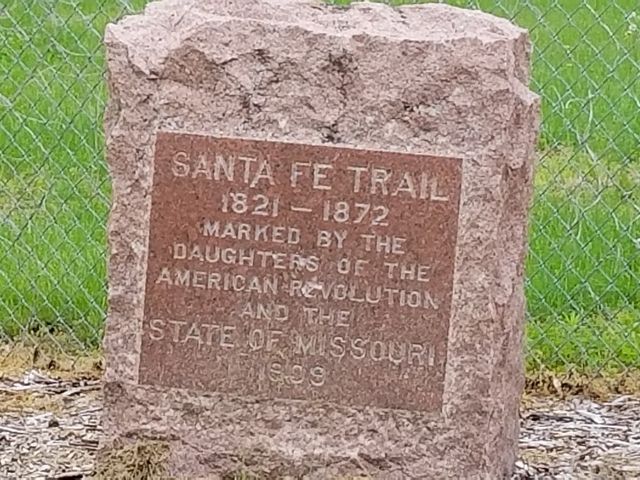 SANTA FE TRAIL
1821 — 1872
MARKED BY THE
DAUGHTERS OF THE
AMERICAN REVOLUTION
AND THE
STATE OF MISSOURI
1909